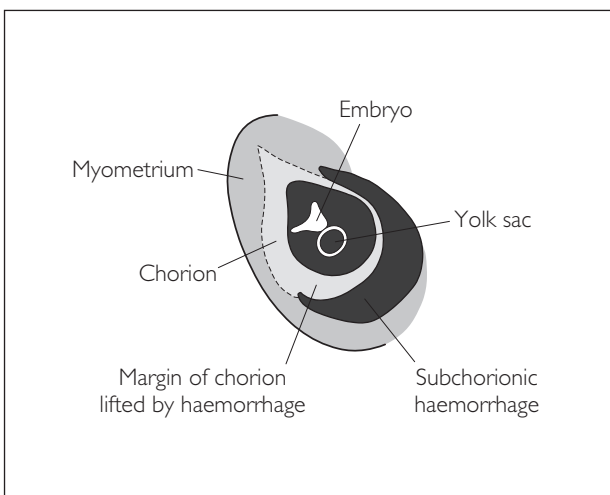 Embryo
Myometrium
Yolk sac
Chorion
Margin of chorion
lifted by haemorrhage
Subchorionic
haemorrhage